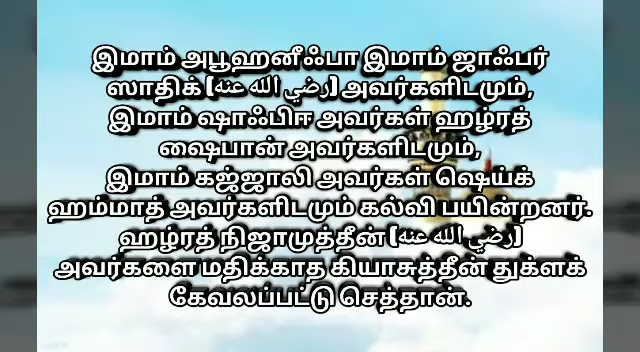 இமாம் அபூஹனீஃபா இமாம் ஜாஃபர்
ஸாதிக் (رضي الله عنه) அவர்களிடமும்,
இமாம் ஷாஃபிஈ அவர்கள் ஹழ்ரத்
ஷைபான் அவர்களிடமும்,
இமாம் கஜ்ஜாலி அவர்கள் ஷெய்க்
ஹம்மாத் அவர்களிடமும் கல்வி பயின்றனர்.
ஹழ்ரத் நிஜாமுத்தீன் (رضي الله عنه)
அவர்களை மதிக்காத கியாசுத்தீன் துக்ளக்
கேவலப்பட்டு செத்தான்.